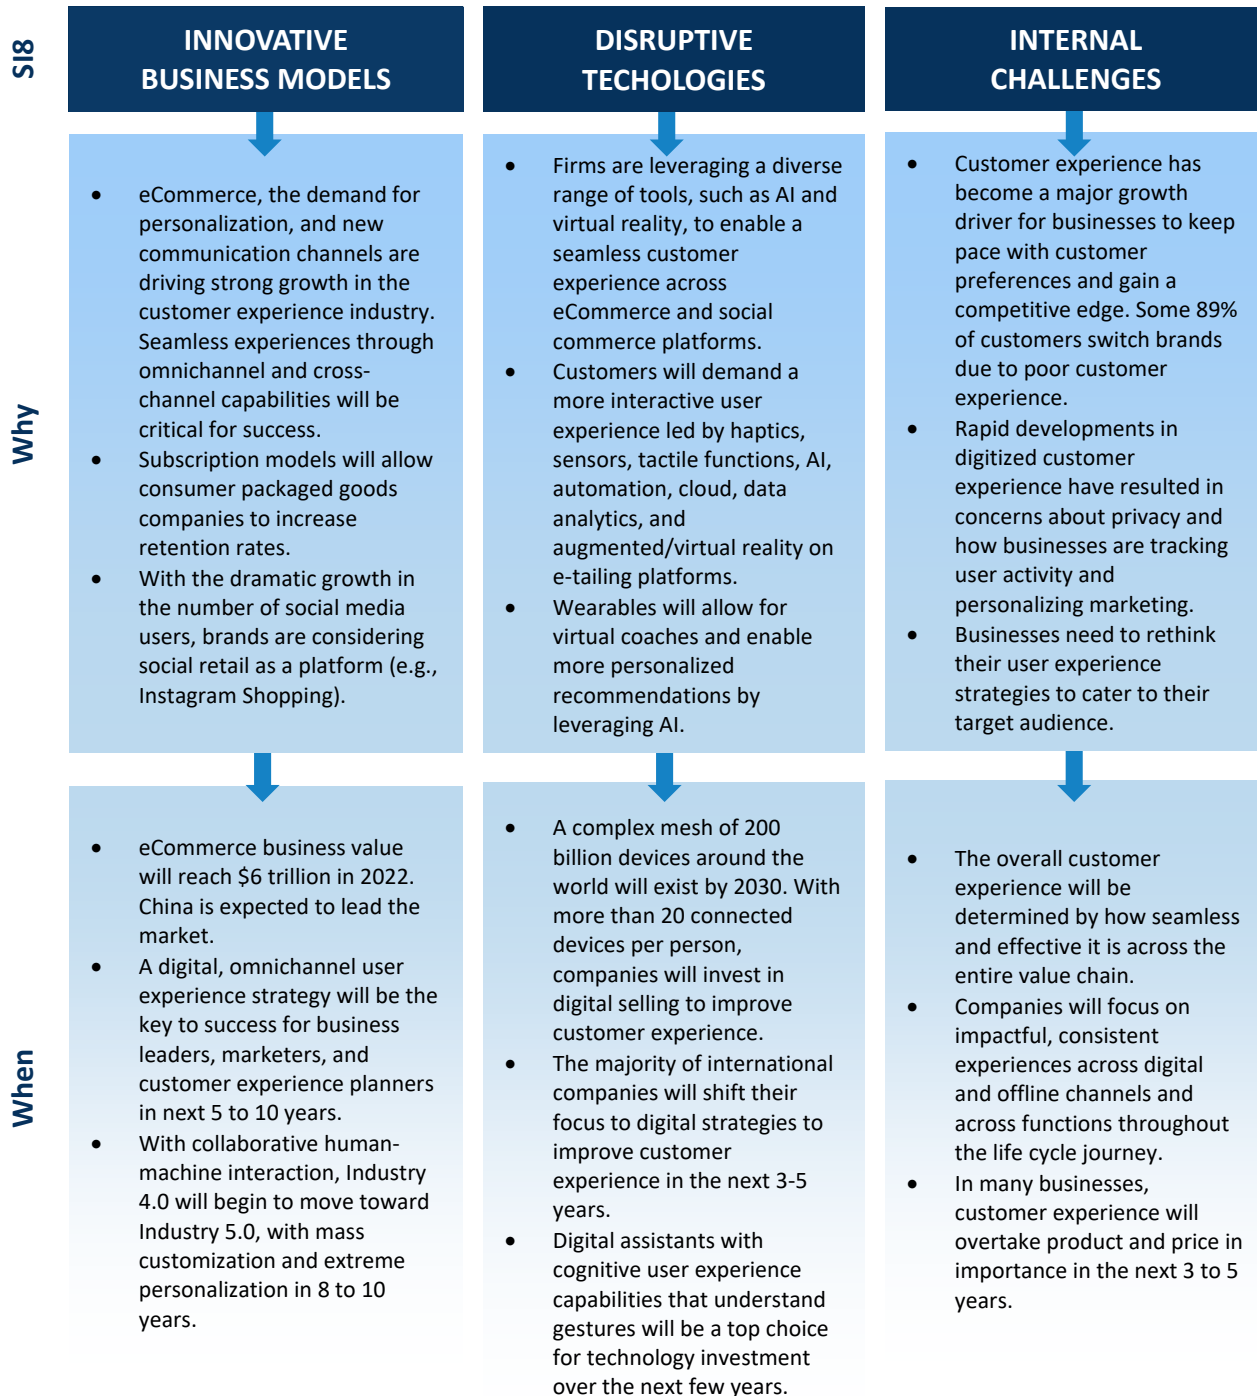 SI8
INNOVATIVE
BUSINESS MODELS
DISRUPTIVE
TECHOLOGIES
INTERNAL
CHALLENGES
Why
• eCommerce, the demand for
personalization, and new
communication channels are
driving strong growth in the
customer experience industry.
Seamless experiences through
omnichannel and cross-
channel capabilities will be
critical for success.
• Subscription models will allow
consumer packaged goods
companies to increase
retention rates.
• With the dramatic growth in
the number of social media
users, brands are considering
social retail as a platform (e.g.,
Instagram Shopping).
• Firms are leveraging a diverse
range of tools, such as AI and
virtual reality, to enable a
seamless customer
experience across
eCommerce and social
commerce platforms.
• Customers will demand a
more interactive user
experience led by haptics,
sensors, tactile functions, AI,
automation, cloud, data
analytics, and
augmented/virtual reality on
e-tailing platforms.
• Wearables will allow for
virtual coaches and enable
more personalized
recommendations by
leveraging AI.
• Customer experience has
become a major growth
driver for businesses to keep
pace with customer
preferences and gain a
competitive edge. Some 89%
of customers switch brands
due to poor customer
experience.
• Rapid developments in
digitized customer
experience have resulted in
concerns about privacy and
how businesses are tracking
user activity and
personalizing marketing.
• Businesses need to rethink
their user experience
strategies to cater to their
target audience.
When
• eCommerce business value
will reach $6 trillion in 2022.
China is expected to lead the
market.
• A digital, omnichannel user
experience strategy will be the
key to success for business
leaders, marketers, and
customer experience planners
in next 5 to 10 years.
• With collaborative human-
machine interaction, Industry
4.0 will begin to move toward
Industry 5.0, with mass
customization and extreme
personalization in 8 to 10
years.
• A complex mesh of 200
billion devices around the
world will exist by 2030. With
more than 20 connected
devices per person,
companies will invest in
digital selling to improve
customer experience.
• The majority of international
companies will shift their
focus to digital strategies to
improve customer
experience in the next 3-5
years.
• Digital assistants with
cognitive user experience
capabilities that understand
gestures will be a top choice
for technology investment
over the next few years.
• The overall customer
experience will be
determined by how seamless
and effective it is across the
entire value chain.
• Companies will focus on
impactful, consistent
experiences across digital
and offline channels and
across functions throughout
the life cycle journey.
• In many businesses,
customer experience will
overtake product and price in
importance in the next 3 to 5
years.